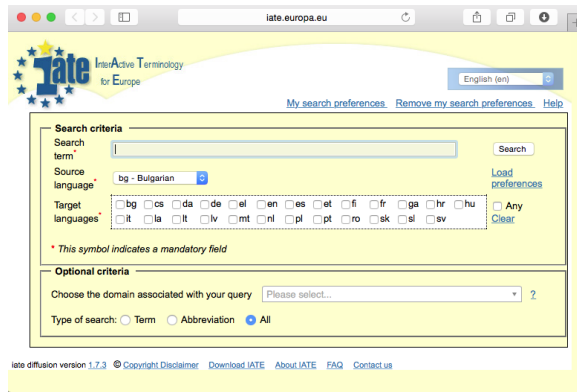 iate.europa.eu
iate InterActive Terminology
for Europe
English (en)
My search preferences Remove my search preferences Help
Search criteria
Search term* Search
Source language* bg - Bulgarian Load preferences
Target languages* bg cs da de el en es et fi fr ga hr hu Any
it la lt lv mt nl pl pt ro sk sl sv Clear
* This symbol indicates a mandatory field
Optional criteria
Choose the domain associated with your query Please select... ?
Type of search: Term Abbreviation All
iate diffusion version 1.7.3 © Copyright Disclaimer Download IATE About IATE FAQ Contact us